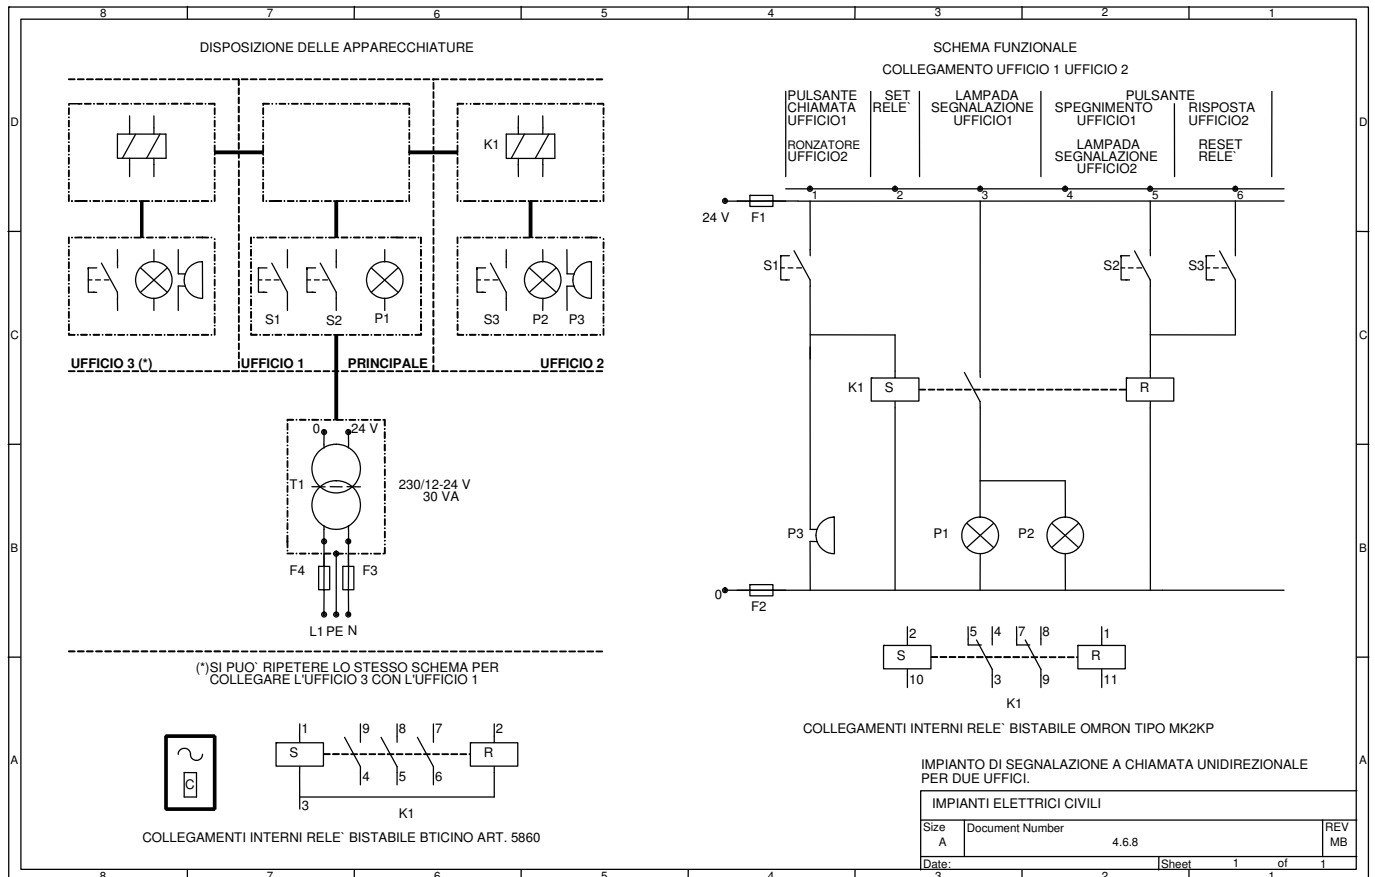 8 7 6 5 4 3 2 1
DISPOSIZIONE DELLE APPARECCHIATURE
K1
S1 S2 P1 S3 P2 P3
UFFICIO 3 (*) UFFICIO 1 PRINCIPALE UFFICIO 2
0 24 V
T1
230/12-24 V
30 VA
F4 F3
L1 PE N
(*)SI PUO` RIPETERE LO STESSO SCHEMA PER
COLLEGARE L'UFFICIO 3 CON L'UFFICIO 1
C
1 9 8 7 2
S R
4 5 6
3
K1
COLLEGAMENTI INTERNI RELE` BISTABILE BTICINO ART. 5860
SCHEMA FUNZIONALE
COLLEGAMENTO UFFICIO 1 UFFICIO 2
PULSANTE
CHIAMATA
UFFICIO1
RONZATORE
UFFICIO2
SET
RELE`
LAMPADA
SEGNALAZIONE
UFFICIO1
PULSANTE
SPEGNIMENTO
UFFICIO1
LAMPADA
SEGNALAZIONE
UFFICIO2
RISPOSTA
UFFICIO2
RESET
RELE`
1 2 3 4 5 6
24 V F1
S1 S2 S3
K1 S R
P3 P1 P2
0 F2
2 5 4 7 8 1
S R
10 3 9 11
K1
COLLEGAMENTI INTERNI RELE` BISTABILE OMRON TIPO MK2KP
IMPIANTO DI SEGNALAZIONE A CHIAMATA UNIDIREZIONALE
PER DUE UFFICI.
IMPIANTI ELETTRICI CIVILI
Size Document Number REV
A 4.6.8 MB
Date: Sheet 1 of 1
D D
C C
B B
A A
8 7 6 5 4 3 2 1